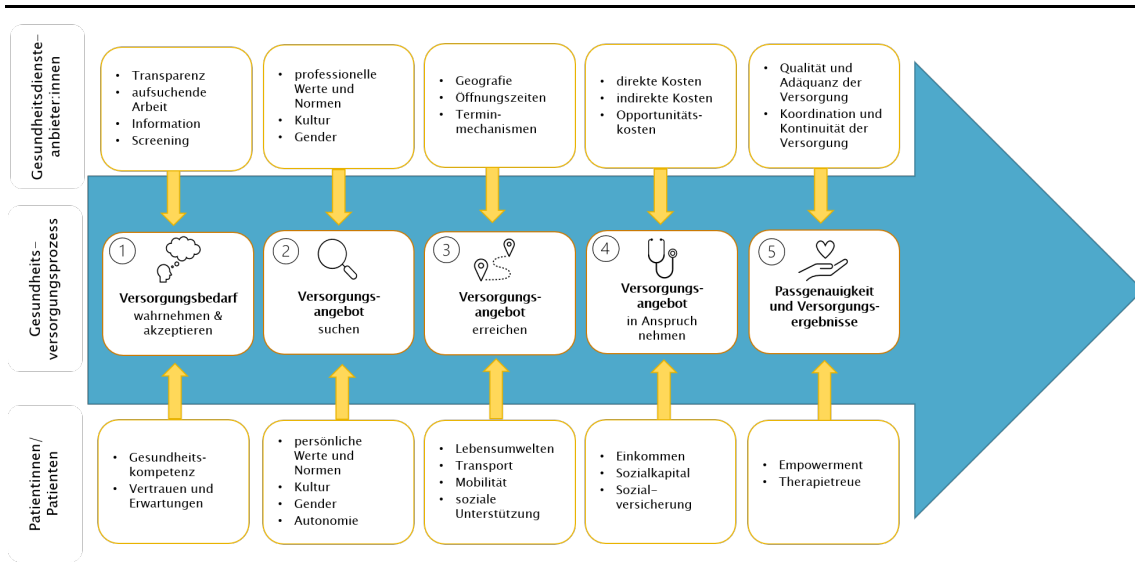 Gesundheitsdienste-
anbieter:innen
• Transparenz
• aufsuchende
Arbeit
• Information
• Screening
• professionelle
Werte und
Normen
• Kultur
• Gender
• Geografie
• Öffnungszeiten
• Termin-
mechanismen
• direkte Kosten
• indirekte Kosten
• Opportunitäts-
kosten
• Qualität und
Adäquanz der
Versorgung
• Koordination und
Kontinuität der
Versorgung
Gesundheits-
versorgungsprozess
1
Versorgungsbedarf
wahrnehmen &
akzeptieren
2
Versorgungs-
angebot
suchen
3
Versorgungs-
angebot
erreichen
4
Versorgungs-
angebot
in Anspruch
nehmen
5
Passgenauigkeit
und Versorgungs-
ergebnisse
Patientinnen/
Patienten
• Gesundheits-
kompetenz
• Vertrauen und
Erwartungen
• persönliche
Werte und
Normen
• Kultur
• Gender
• Autonomie
• Lebensumwelten
• Transport
• Mobilität
• soziale
Unterstützung
• Einkommen
• Sozialkapital
• Sozial-
versicherung
• Empowerment
• Therapietreue